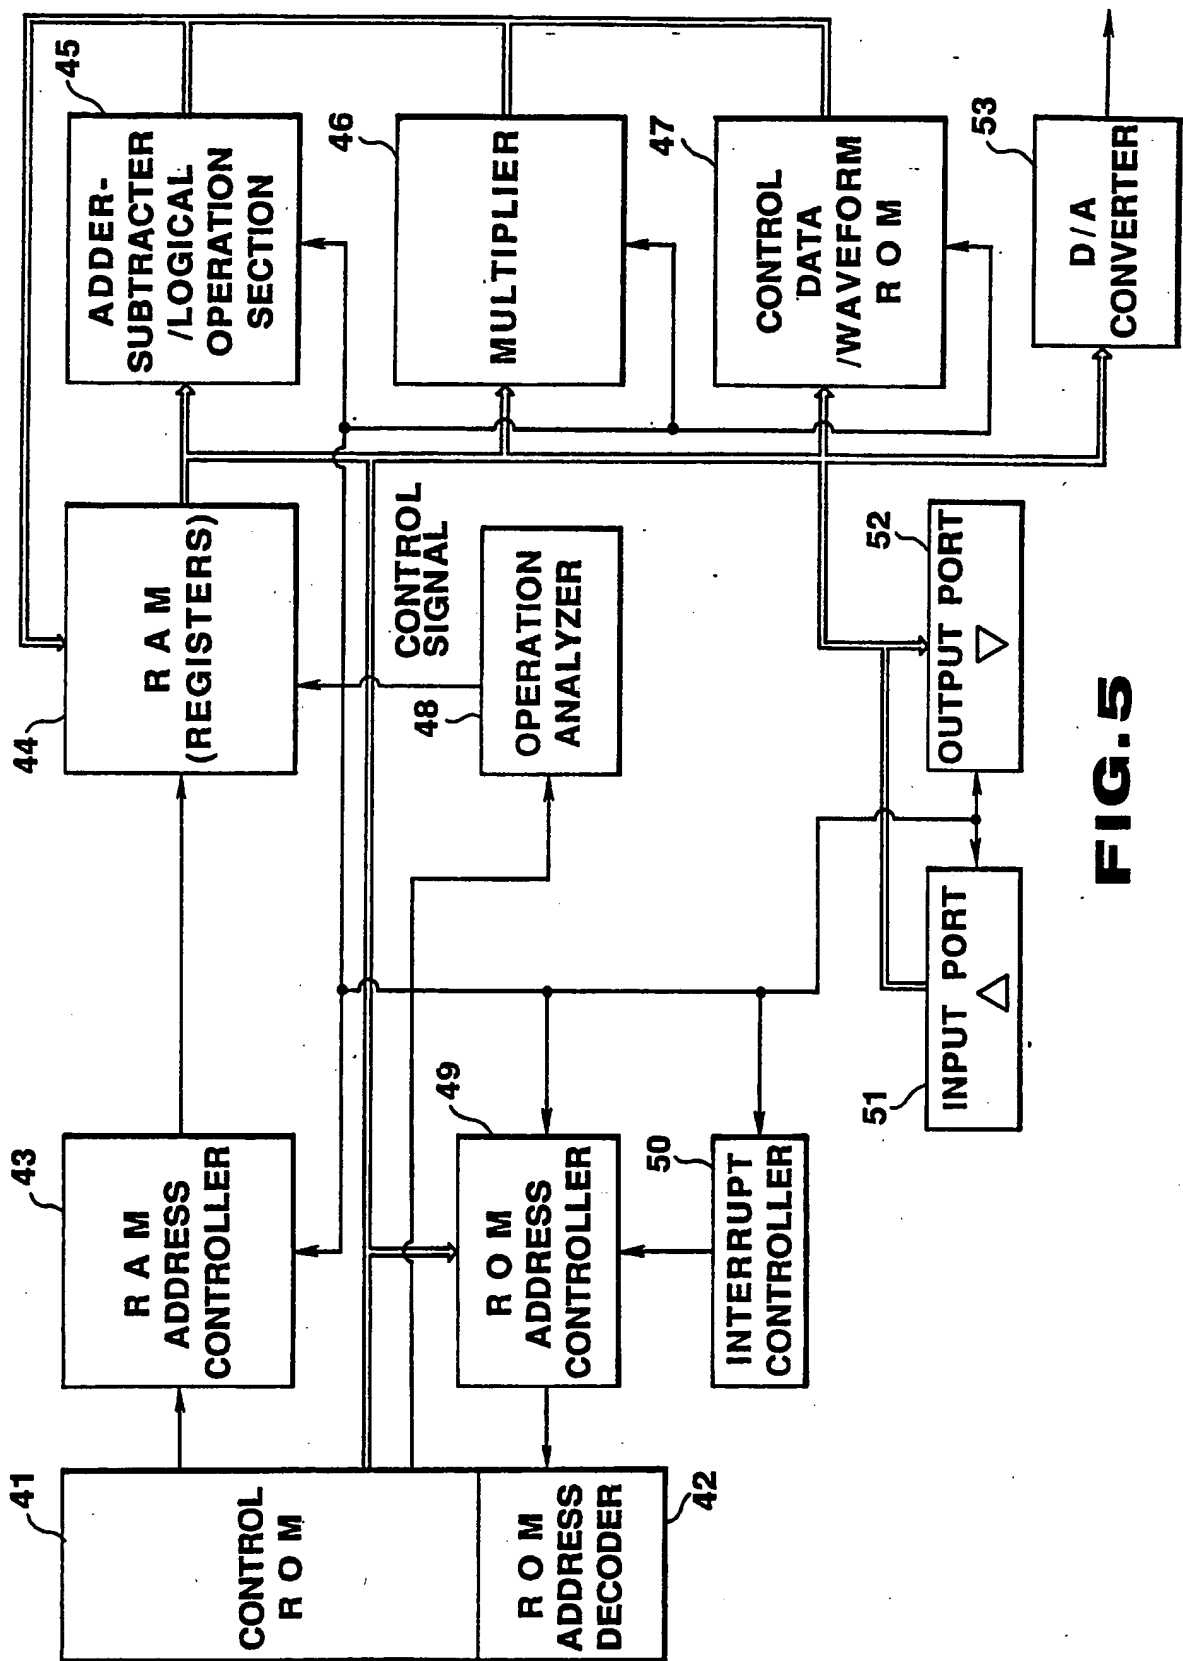 41
CONTROL
R O M
R O M
ADDRESS
DECODER
42
43
R A M
ADDRESS
CONTROLLER
44
R A M
(REGISTERS)
45
ADDER-
SUBTRACTER
/LOGICAL
OPERATION
SECTION
46
MULTIPLIER
47
CONTROL
DATA
/WAVEFORM
R O M
CONTROL
SIGNAL
48
OPERATION
ANALYZER
49
R O M
ADDRESS
CONTROLLER
50
INTERRUPT
CONTROLLER
51
INPUT PORT
52
OUTPUT PORT
53
D/A
CONVERTER
FIG.5